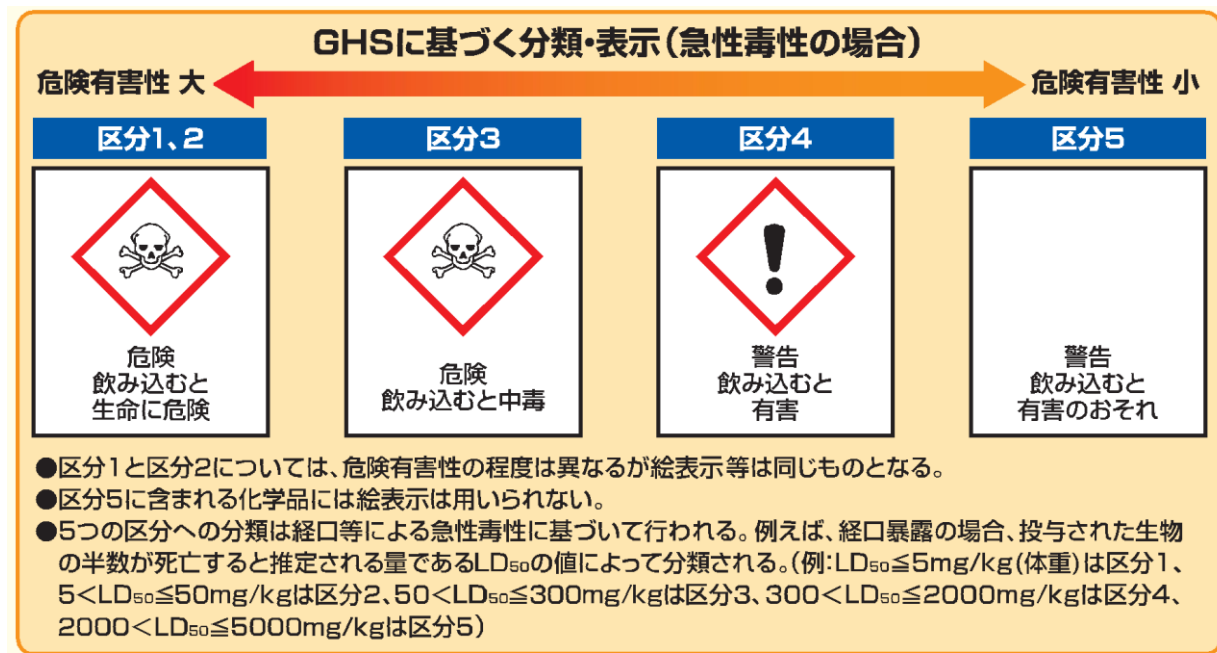 GHSに基づく分類・表示（急性毒性の場合）
危険有害性 大
危険有害性 小
区分1、2
危険
飲み込むと
生命に危険
区分3
危険
飲み込むと中毒
区分4
警告
飲み込むと
有害
区分5
警告
飲み込むと
有害のおそれ
●区分1と区分2については、危険有害性の程度は異なるが絵表示等は同じものとなる。
●区分5に含まれる化学品には絵表示は用いられない。
●5つの区分への分類は経口等による急性毒性に基づいて行われる。例えば、経口暴露の場合、投与された生物
の半数が死亡すると推定される量であるLD₅₀の値によって分類される。（例：LD₅₀≦5mg/kg(体重)は区分1、
5＜LD₅₀≦50mg/kgは区分2、50＜LD₅₀≦300mg/kgは区分3、300＜LD₅₀≦2000mg/kgは区分4、
2000＜LD₅₀≦5000mg/kgは区分5）